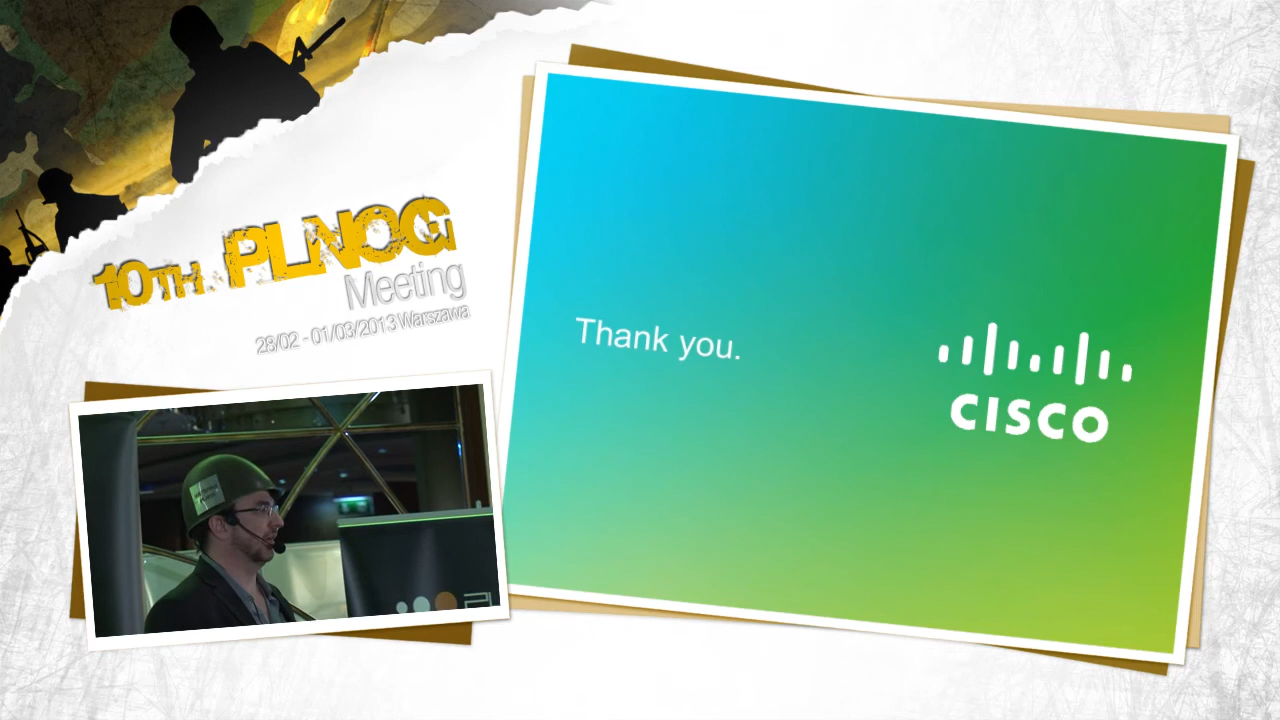 10TH PLNOG
Meeting
28/02 - 01/03/2013 Warszawa
Thank you.
CISCO